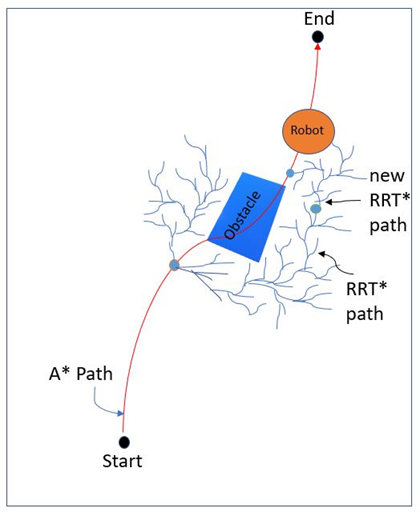 End
Robot
new
RRT*
path
Obstacle
RRT*
path
A* Path
Start